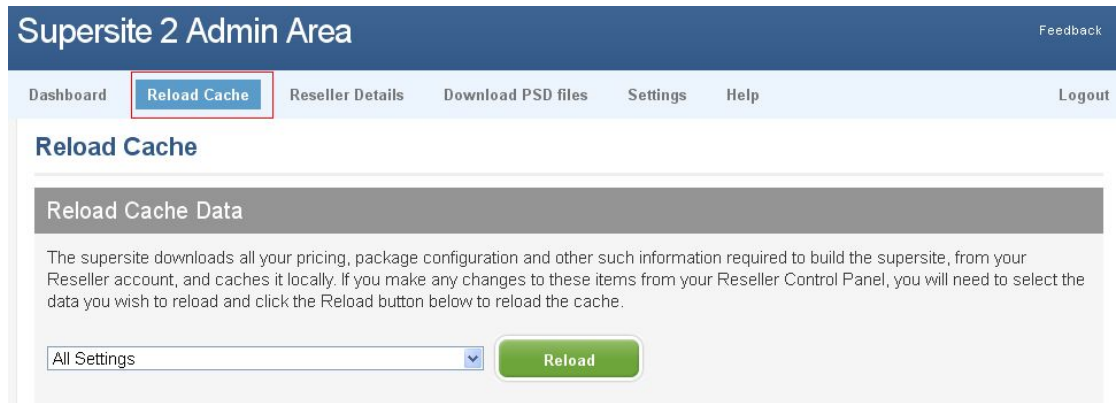 Supersite 2 Admin Area
Feedback
Dashboard Reload Cache Reseller Details Download PSD files Settings Help Logout
Reload Cache
Reload Cache Data
The supersite downloads all your pricing, package configuration and other such information required to build the supersite, from your
Reseller account, and caches it locally. If you make any changes to these items from your Reseller Control Panel, you will need to select the
data you wish to reload and click the Reload button below to reload the cache.
All Settings Reload